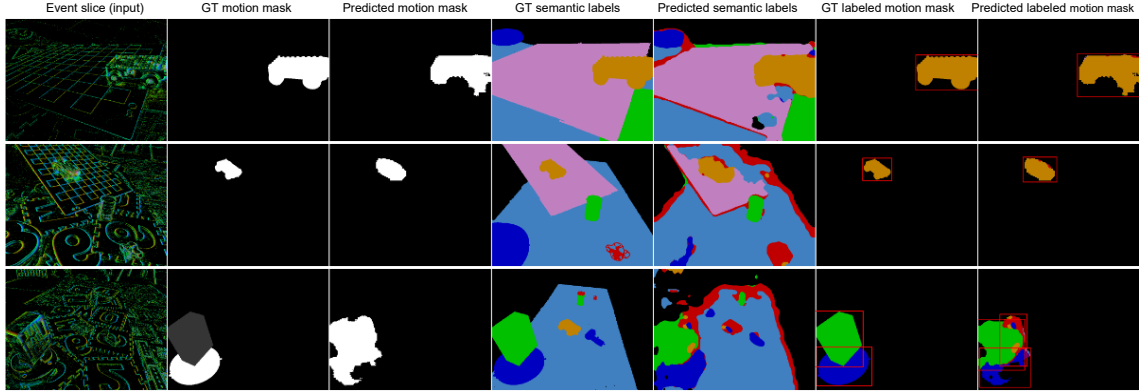 Event slice (input) GT motion mask Predicted motion mask GT semantic labels Predicted semantic labels GT labeled motion mask Predicted labeled motion mask